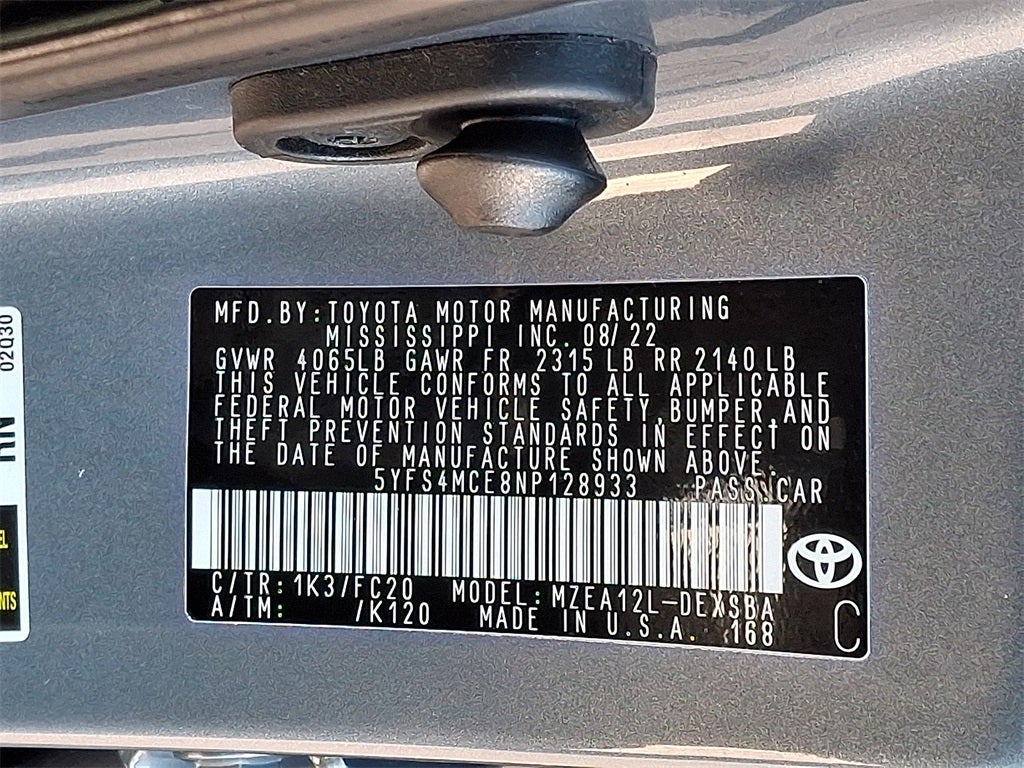 MFD.BY:TOYOTA MOTOR MANUFACTURING
MISSISSIPPI INC. 08/22
GVWR 4065LB GAWR FR 2315 LB RR 2140 LB
THIS VEHICLE CONFORMS TO ALL APPLICABLE
FEDERAL MOTOR VEHICLE SAFETY,BUMPER,AND
THEFT PREVENTION STANDARDS IN EFFECT ON
THE DATE OF MANUFACTURE SHOWN ABOVE.
5YFS4MCE8NP128933 PASS.CAR
C/TR:1K3/FC20 MODEL:MZEA12L-DEXSBA
A/TM: /K120 MADE IN U.S.A. 168
C
02Q30